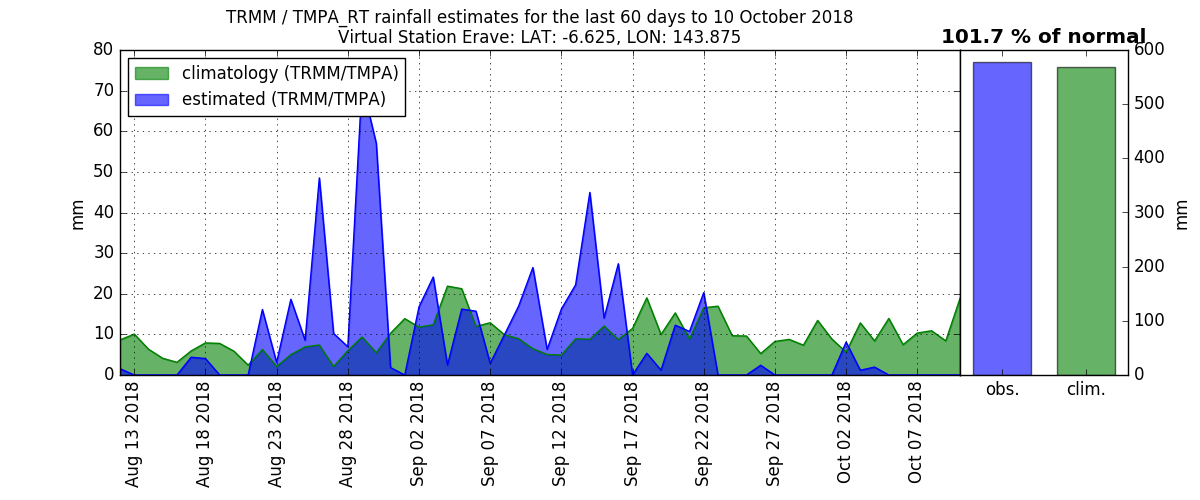 TRMM / TMPA_RT rainfall estimates for the last 60 days to 10 October 2018
Virtual Station Erave: LAT: -6.625, LON: 143.875
101.7 % of normal
climatology (TRMM/TMPA)
estimated (TRMM/TMPA)
80
70
60
50
40
30
20
10
0
mm
Aug 13 2018
Aug 18 2018
Aug 23 2018
Aug 28 2018
Sep 02 2018
Sep 07 2018
Sep 12 2018
Sep 17 2018
Sep 22 2018
Sep 27 2018
Oct 02 2018
Oct 07 2018
obs.
clim.
600
500
400
300
200
100
0
mm